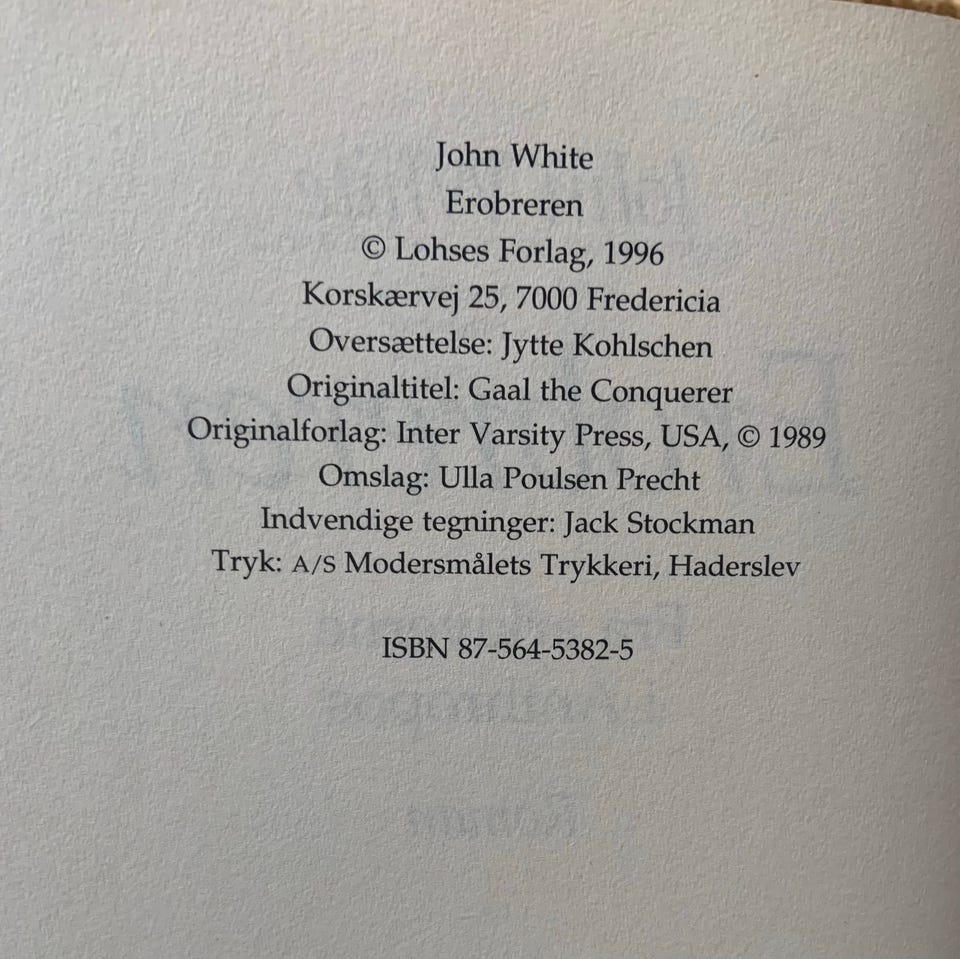 John White
Erobreren
© Lohses Forlag, 1996
Korskærvej 25, 7000 Fredericia
Oversættelse: Jytte Kohlschen
Originaltitel: Gaal the Conquerer
Originalforlag: Inter Varsity Press, USA, © 1989
Omslag: Ulla Poulsen Precht
Indvendige tegninger: Jack Stockman
Tryk: A/S Modersmålets Trykkeri, Haderslev
ISBN 87-564-5382-5